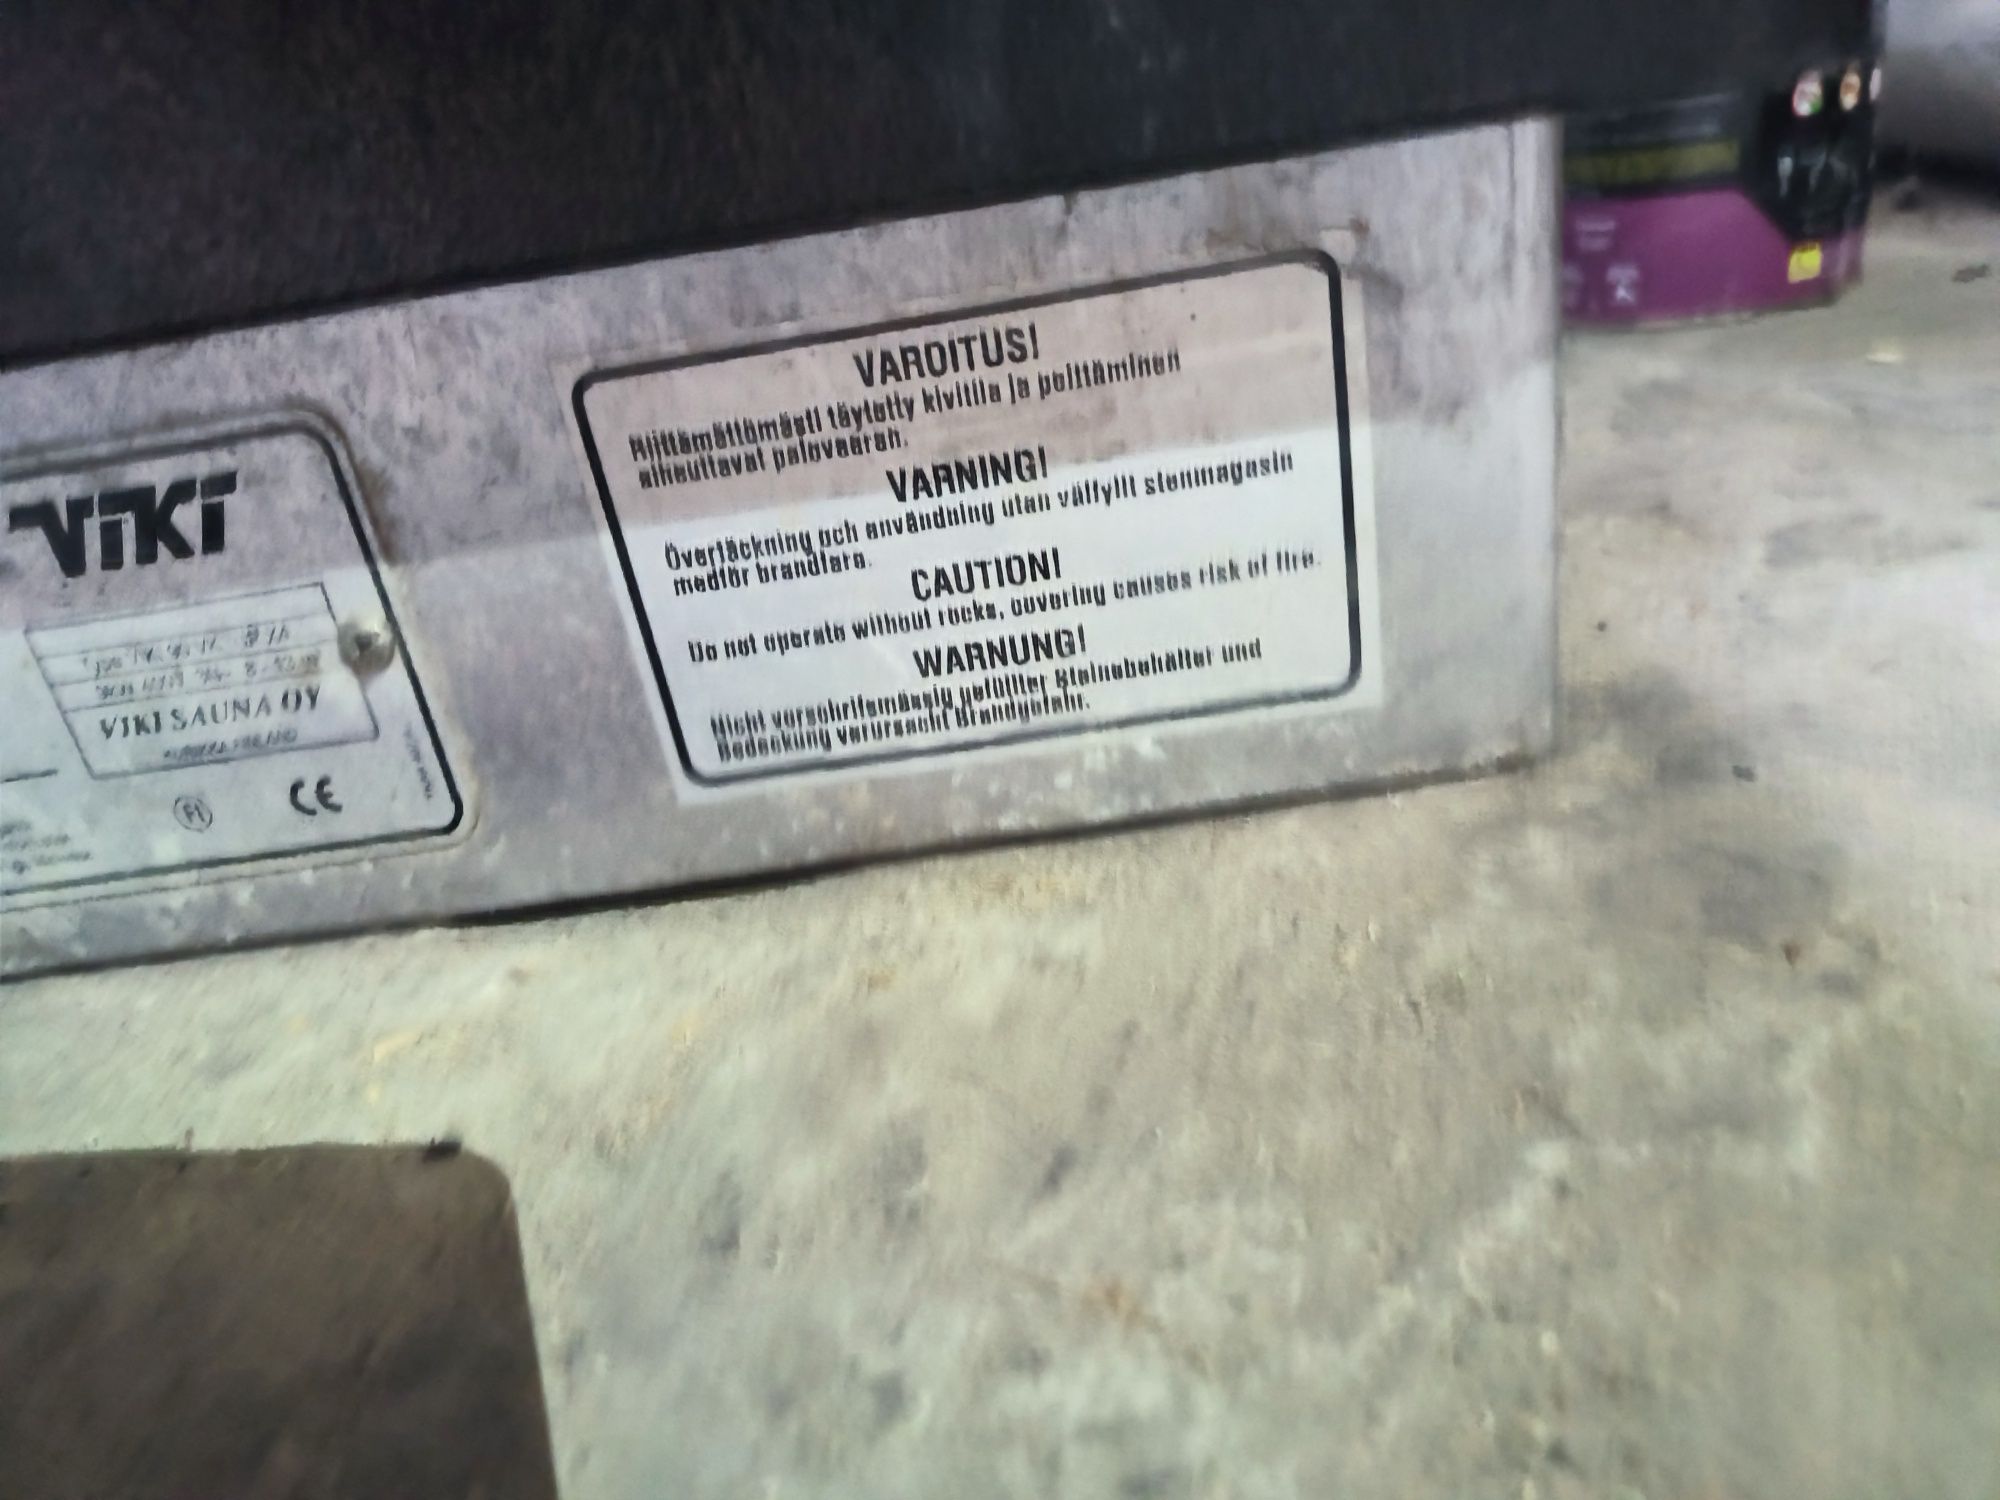 VIKI
VIKI SAUNA OY
FI
CE
VAROITUS!
Riittämättömästi täytetty kivitila ja peittäminen
aiheuttavat palovaaran.
VARNING!
Övertäckning och användning utan välfyllt stenmagasin
medför brandfara.
CAUTION!
Do not operate without rocks, covering causes risk of fire.
WARNUNG!
Nicht vorschriftsmässig gefüllter Steinebehälter und
Bedeckung verursacht Brandgefahr.